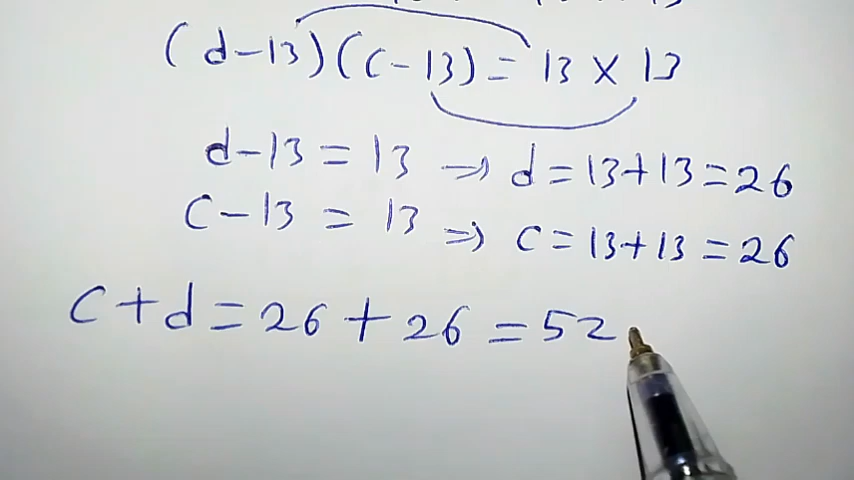 (d-13)(c-13) = 13 × 13
d-13 = 13 → d = 13+13 = 26
c-13 = 13 ⇒ c = 13+13 = 26
c+d = 26 + 26 = 52